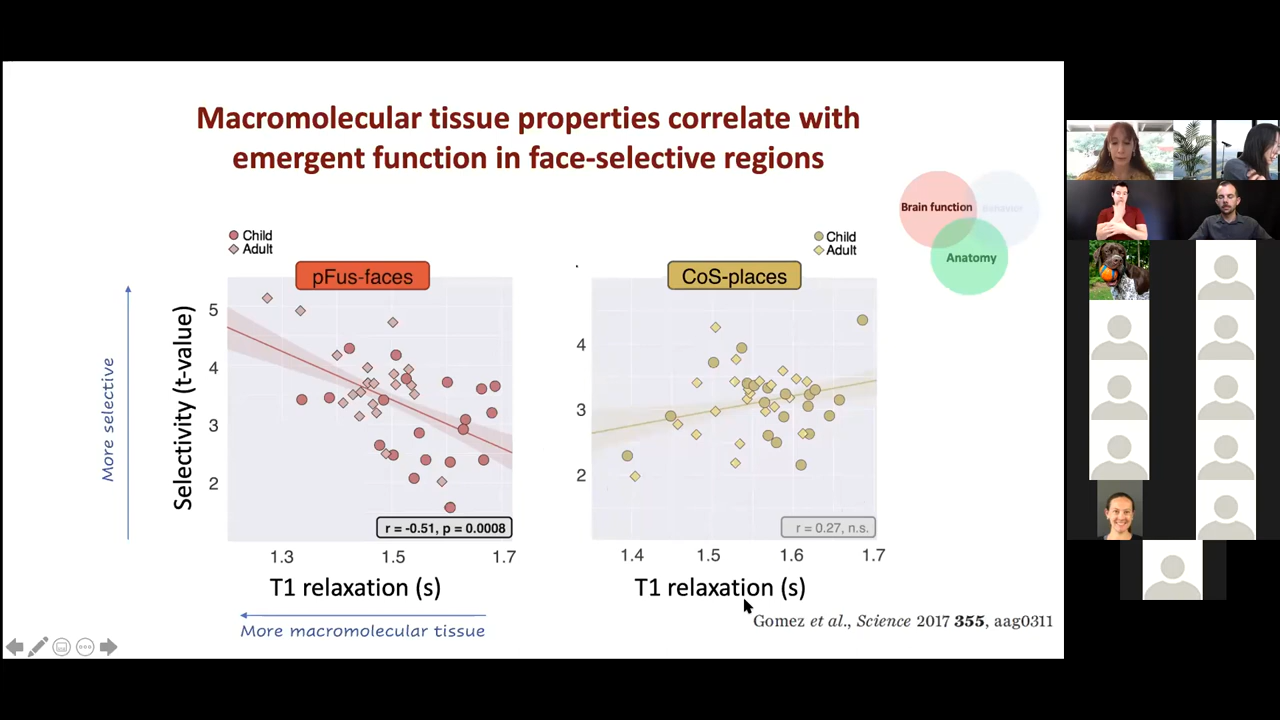 Macromolecular tissue properties correlate with
emergent function in face-selective regions
Brain function
Behavior
Anatomy
Child
Adult
pFus-faces
Child
Adult
CoS-places
More selective
Selectivity (t-value)
5
4
3
2
r = -0.51, p = 0.0008
1.3
1.5
1.7
T1 relaxation (s)
More macromolecular tissue
4
3
2
r = 0.27, n.s.
1.4
1.5
1.6
1.7
T1 relaxation (s)
Gomez et al., Science 2017 355, aag0311